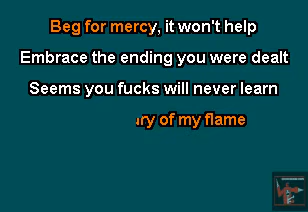 Beg for mercy, it won't help
Embrace the ending you were dealt
Seems you fucks will never learn
of my flame